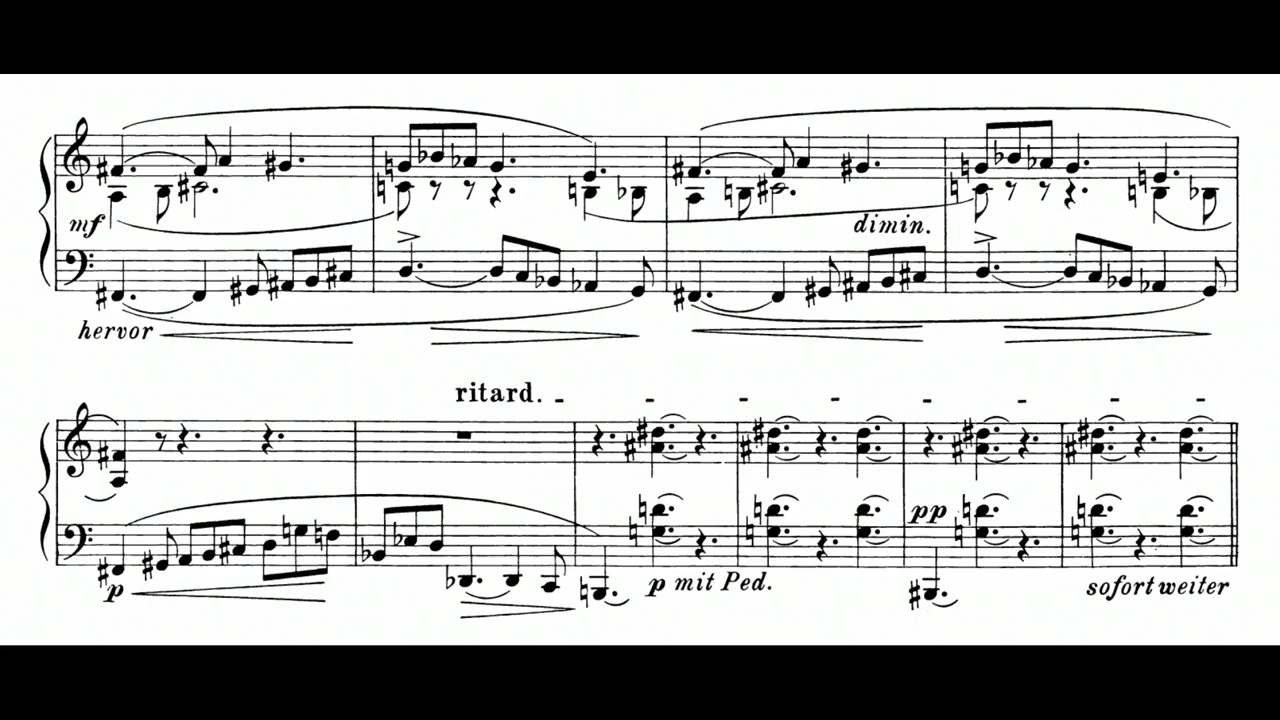 mf
dimin.
hervor
ritard.
p
pp
p mit Ped.
sofort weiter